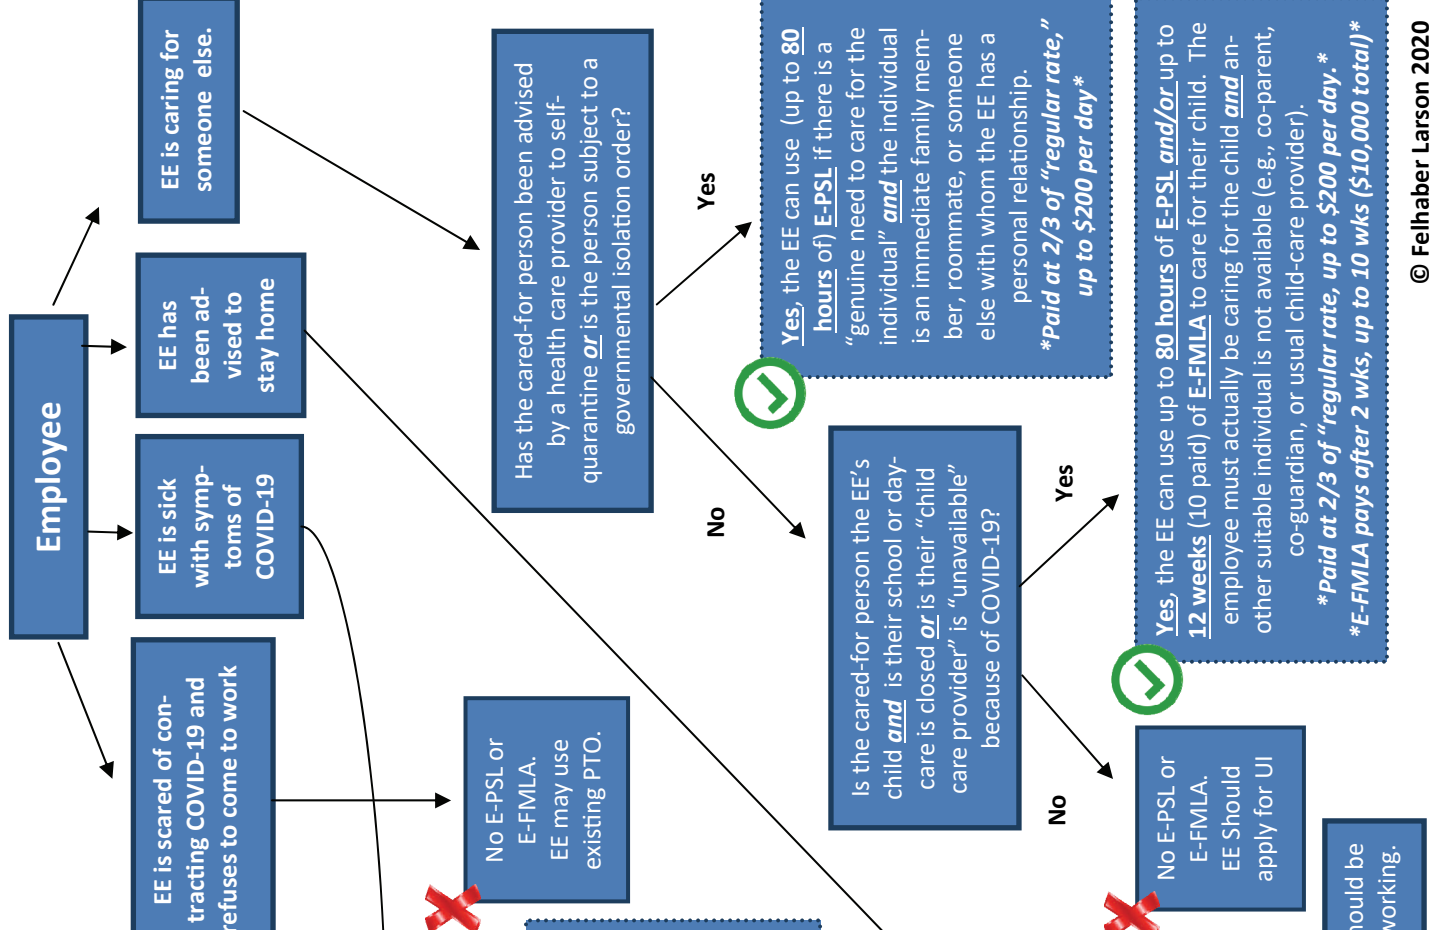 Employee
EE is scared of con-
tracting COVID-19 and
refuses to come to work
EE is sick
with symp-
toms of
COVID-19
EE has
been ad-
vised to
stay home
EE is caring for
someone else.
No E-PSL or
E-FMLA.
EE may use
existing PTO.
Has the cared-for person been advised
by a health care provider to self-
quarantine or is the person subject to a
governmental isolation order?
No
Yes
Yes, the EE can use (up to 80
hours of) E-PSL if there is a
“genuine need to care for the
individual” and the individual
is an immediate family mem-
ber, roommate, or someone
else with whom the EE has a
personal relationship.
*Paid at 2/3 of “regular rate,”
up to $200 per day*
Is the cared-for person the EE’s
child and is their school or day-
care is closed or is their “child
care provider” is “unavailable”
because of COVID-19?
No
Yes
No E-PSL or
E-FMLA.
EE Should
apply for UI
Yes, the EE can use up to 80 hours of E-PSL and/or up to
12 weeks (10 paid) of E-FMLA to care for their child. The
employee must actually be caring for the child and an-
other suitable individual is not available (e.g., co-parent,
co-guardian, or usual child-care provider).
*Paid at 2/3 of “regular rate, up to $200 per day.*
*E-FMLA pays after 2 wks, up to 10 wks ($10,000 total)*
be
© Felhaber Larson 2020